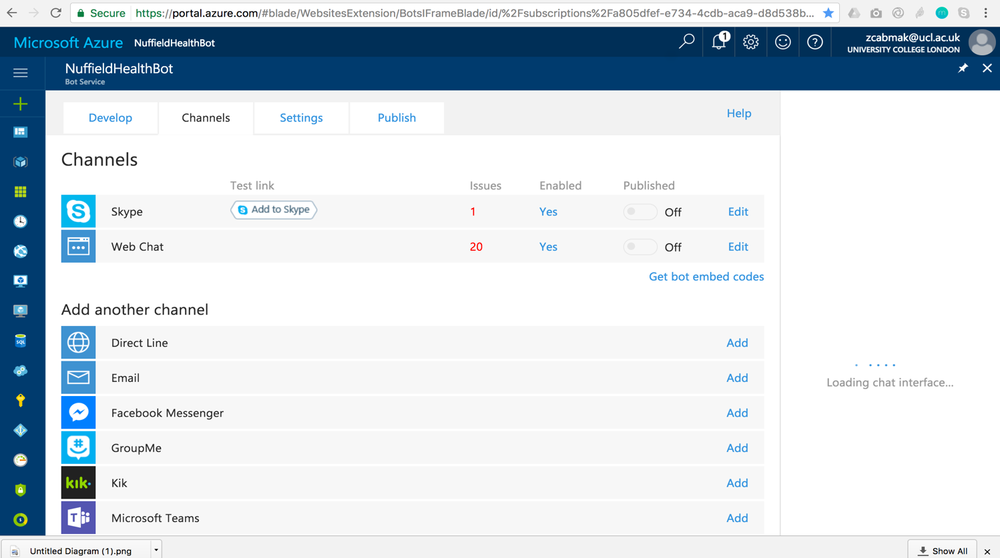 Secure https://portal.azure.com/#blade/WebsitesExtension/BotsIFrameBlade/id/%2Fsubscriptions%2Fa805dfef-e734-4cdb-aca9-d8d538b...
Microsoft Azure NuffieldHealthBot
1
zcabmak@ucl.ac.uk
UNIVERSITY COLLEGE LONDON
NuffieldHealthBot
Bot Service
Develop Channels Settings Publish Help
Channels
Test link Issues Enabled Published
Skype Add to Skype 1 Yes Off Edit
Web Chat 20 Yes Off Edit
Get bot embed codes
Add another channel
Direct Line Add
Email Add
Loading chat interface...
Facebook Messenger Add
GroupMe Add
kik. Kik Add
Microsoft Teams Add
SQL
Untitled Diagram (1).png Show All